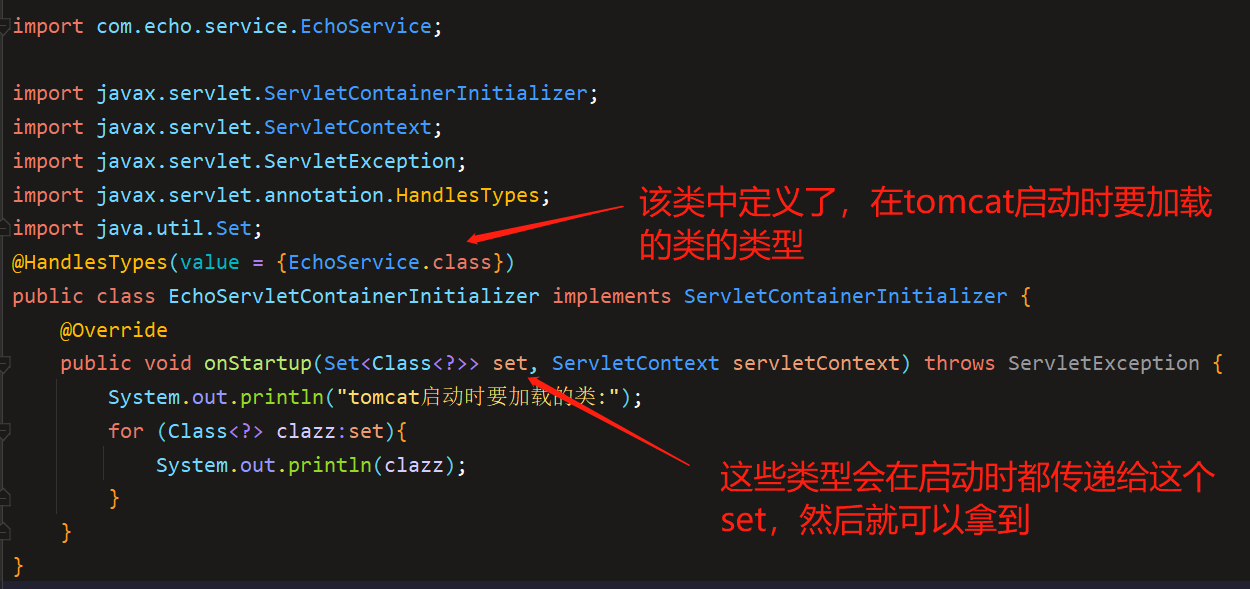 import com.echo.service.EchoService;
import javax.servlet.ServletContainerInitializer;
import javax.servlet.ServletContext;
import javax.servlet.ServletException;
import javax.servlet.annotation.HandlesTypes;
import java.util.Set;
该类中定义了，在tomcat启动时要加载
的类的类型
@HandlesTypes(value = {EchoService.class})
public class EchoServletContainerInitializer implements ServletContainerInitializer {
@Override
public void onStartup(Set<Class<?>> set, ServletContext servletContext) throws ServletException {
System.out.println("tomcat启动时要加载的类:");
for (Class<?> clazz:set){
System.out.println(clazz);
}
}
}
这些类型会在启动时都传递给这个
set，然后就可以拿到